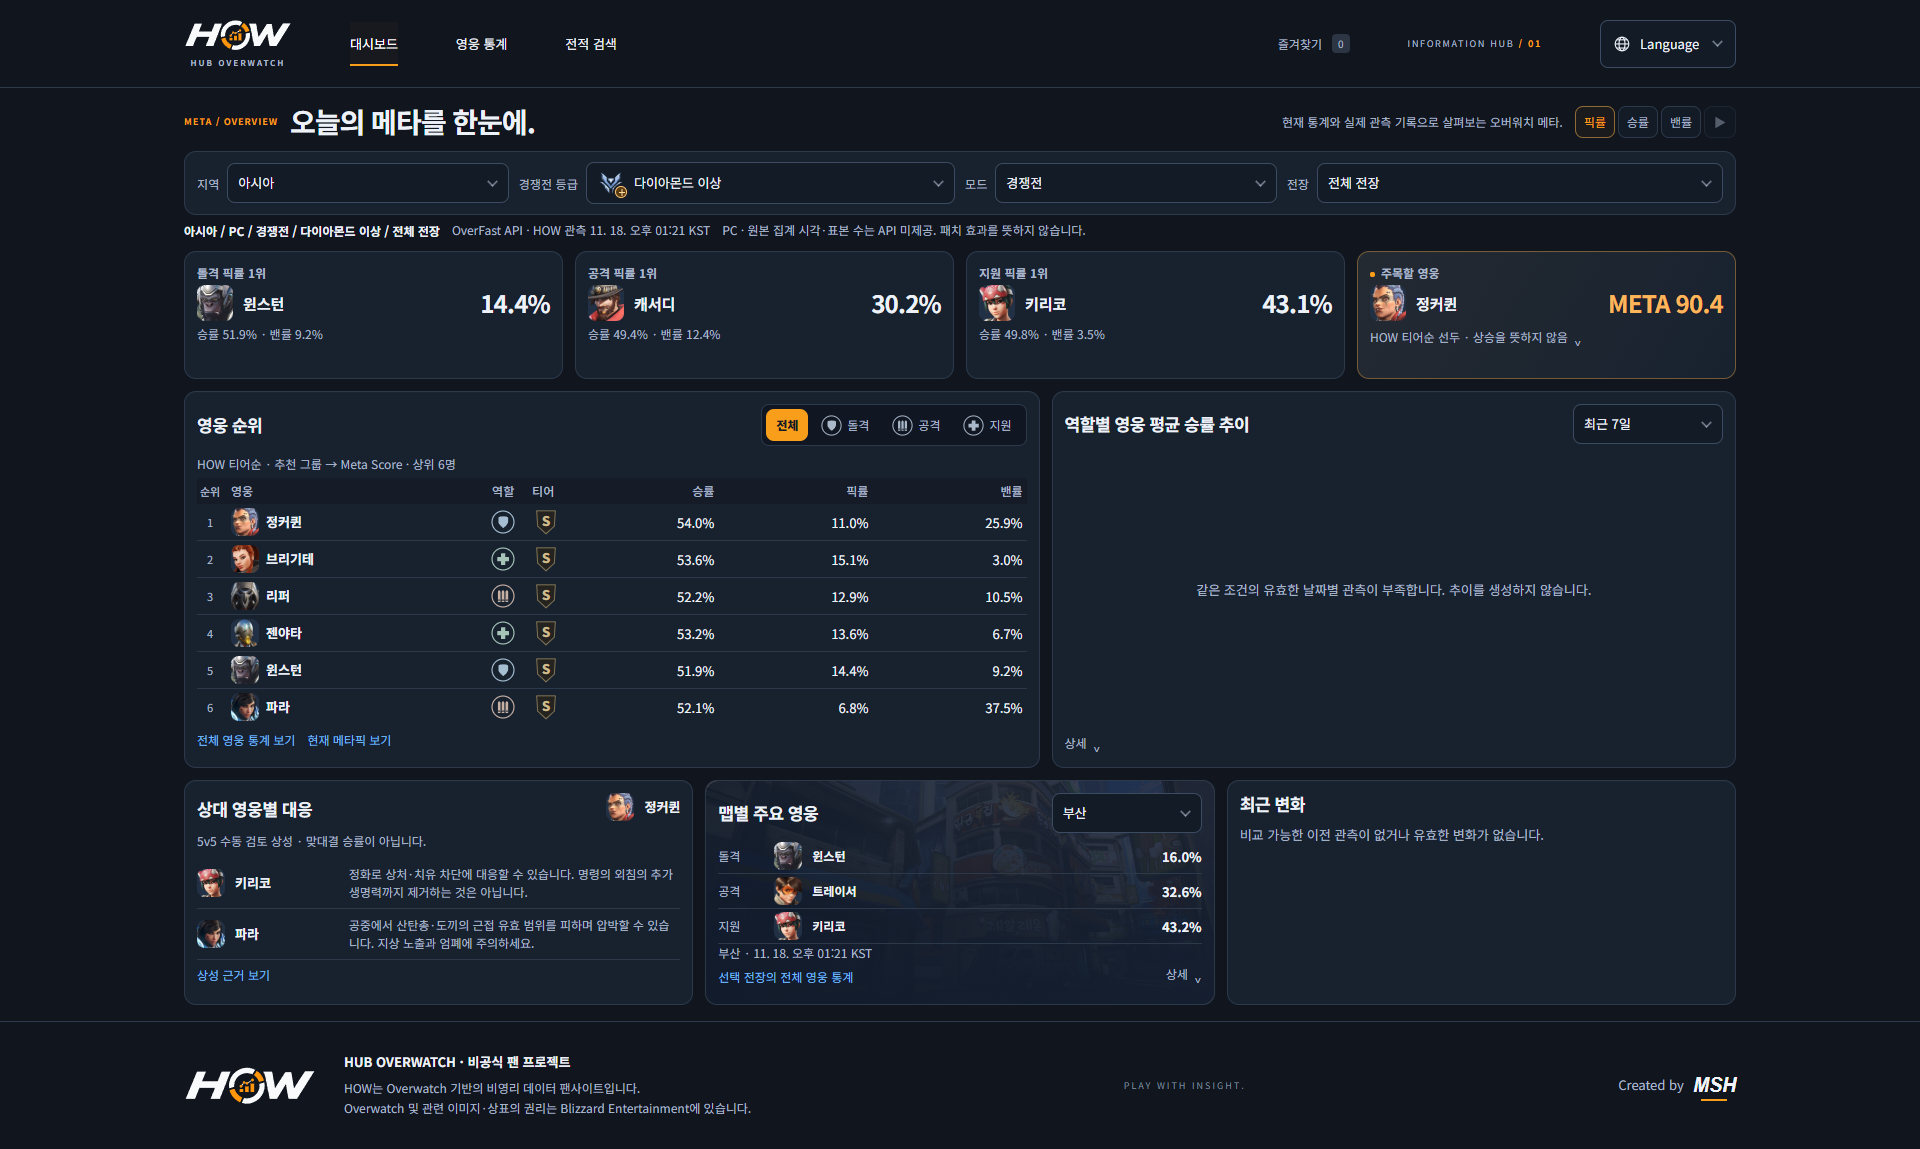 HOW
HUB OVERWATCH
대시보드
영웅 통계
전적 검색
즐겨찾기 0
INFORMATION HUB / 01
Language
META / OVERVIEW
오늘의 메타를 한눈에.
현재 통계와 실제 관측 기록으로 살펴보는 오버워치 메타.
픽률
승률
밴률
지역
아시아
경쟁전 등급
다이아몬드 이상
모드
경쟁전
전장
전체 전장
아시아 / PC / 경쟁전 / 다이아몬드 이상 / 전체 전장
OverFast API · HOW 관측 11. 18. 오후 01:21 KST
PC · 원본 집계 시각·표본 수는 API 미제공. 패치 효과를 뜻하지 않습니다.
돌격 픽률 1위
윈스턴
14.4%
승률 51.9% · 밴률 9.2%
공격 픽률 1위
캐서디
30.2%
승률 49.4% · 밴률 12.4%
지원 픽률 1위
키리코
43.1%
승률 49.8% · 밴률 3.5%
주목할 영웅
정커퀸
META 90.4
HOW 티어순 선두 · 상승을 뜻하지 않음
영웅 순위
전체
돌격
공격
지원
HOW 티어순 · 추천 그룹 → Meta Score · 상위 6명
순위 영웅 역할 티어 승률 픽률 밴률
1 정커퀸 S 54.0% 11.0% 25.9%
2 브리기테 S 53.6% 15.1% 3.0%
3 리퍼 S 52.2% 12.9% 10.5%
4 젠야타 S 53.2% 13.6% 6.7%
5 윈스턴 S 51.9% 14.4% 9.2%
6 파라 S 52.1% 6.8% 37.5%
전체 영웅 통계 보기
현재 메타픽 보기
역할별 영웅 평균 승률 추이
최근 7일
같은 조건의 유효한 날짜별 관측이 부족합니다. 추이를 생성하지 않습니다.
상세
상대 영웅별 대응
정커퀸
5v5 수동 검토 상성 · 맞대결 승률이 아닙니다.
키리코
정화로 상처·치유 차단에 대응할 수 있습니다. 명령의 외침의 추가
생명력까지 제거하는 것은 아닙니다.
파라
공중에서 산탄총·도끼의 근접 유효 범위를 피하며 압박할 수 있습
니다. 지상 노출과 엄폐에 주의하세요.
상성 근거 보기
맵별 주요 영웅
부산
돌격 윈스턴 16.0%
공격 트레이서 32.6%
지원 키리코 43.2%
부산 · 11. 18. 오후 01:21 KST
선택 전장의 전체 영웅 통계
상세
최근 변화
비교 가능한 이전 관측이 없거나 유효한 변화가 없습니다.
HOW
HUB OVERWATCH · 비공식 팬 프로젝트
HOW는 Overwatch 기반의 비영리 데이터 팬사이트입니다.
Overwatch 및 관련 이미지·상표의 권리는 Blizzard Entertainment에 있습니다.
PLAY WITH INSIGHT.
Created by MSH